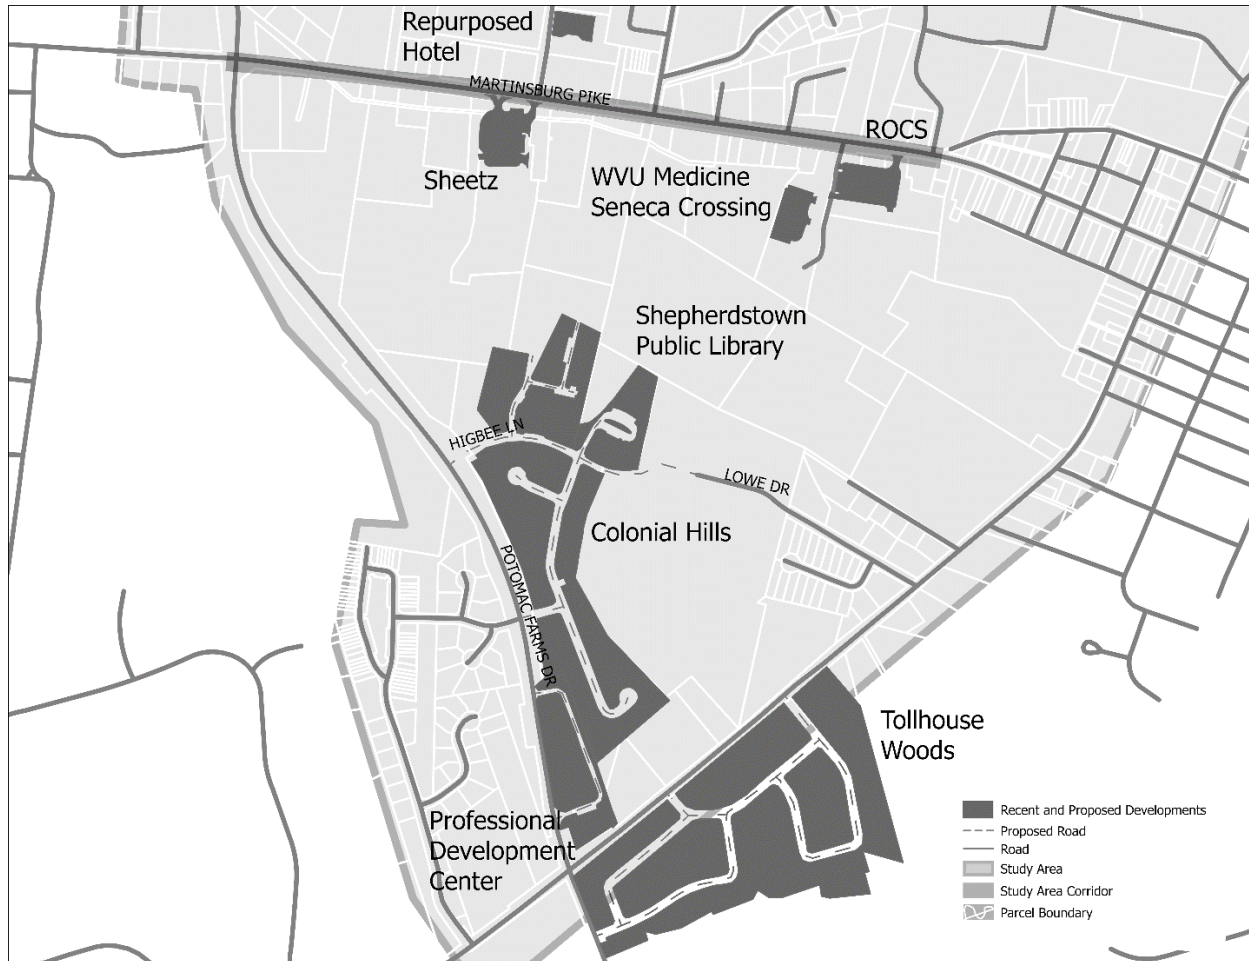 Repurposed
Hotel
MARTINSBURG PIKE
ROCS
Sheetz
WVU Medicine
Seneca Crossing
Shepherdstown
Public Library
HIGBEE LN
LOWE DR
Colonial Hills
POTOMAC FARMS DR
Tollhouse
Woods
Professional
Development
Center
Recent and Proposed Developments
Proposed Road
Road
Study Area
Study Area Corridor
Parcel Boundary